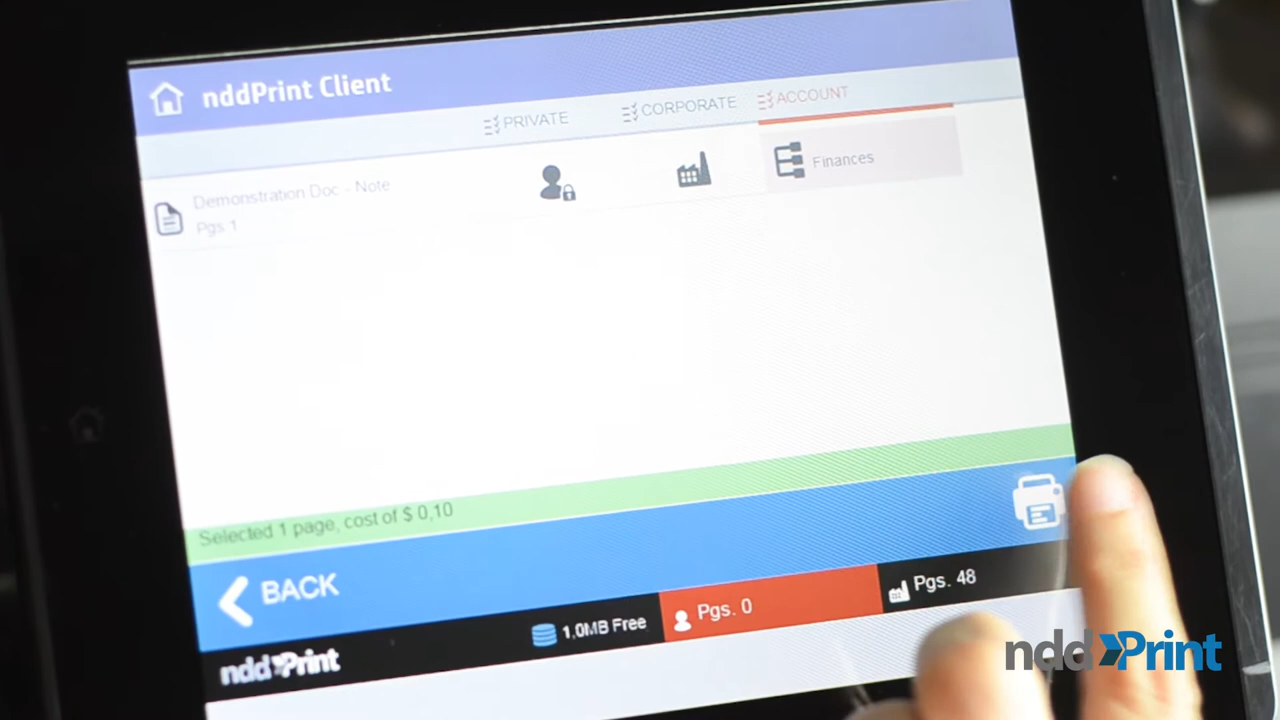 nddPrint Client
PRIVATE
CORPORATE
ACCOUNT
Demonstration Doc - Note
Pgs 1
Finances
Selected 1 page, cost of $ 0,10
BACK
1,0MB Free
Pgs. 0
Pgs. 48
nddPrint
nddPrint